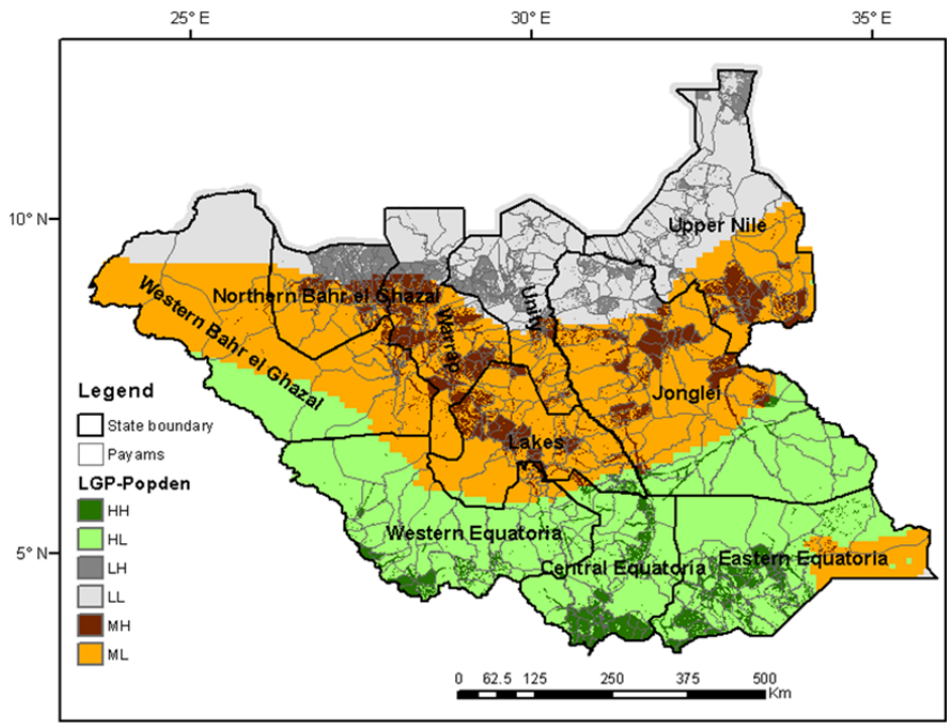 25° E 30° E 35° E
10° N
5° N
Upper Nile
Northern Bahr el Ghazal
Western Bahr el Ghazal
Warrap
Unity
Jonglei
Lakes
Western Equatoria
Central Equatoria
Eastern Equatoria
Legend
State boundary
Payams
LGP-Popden
HH
HL
LH
LL
MH
ML
0 62.5 125 250 375 500
Km